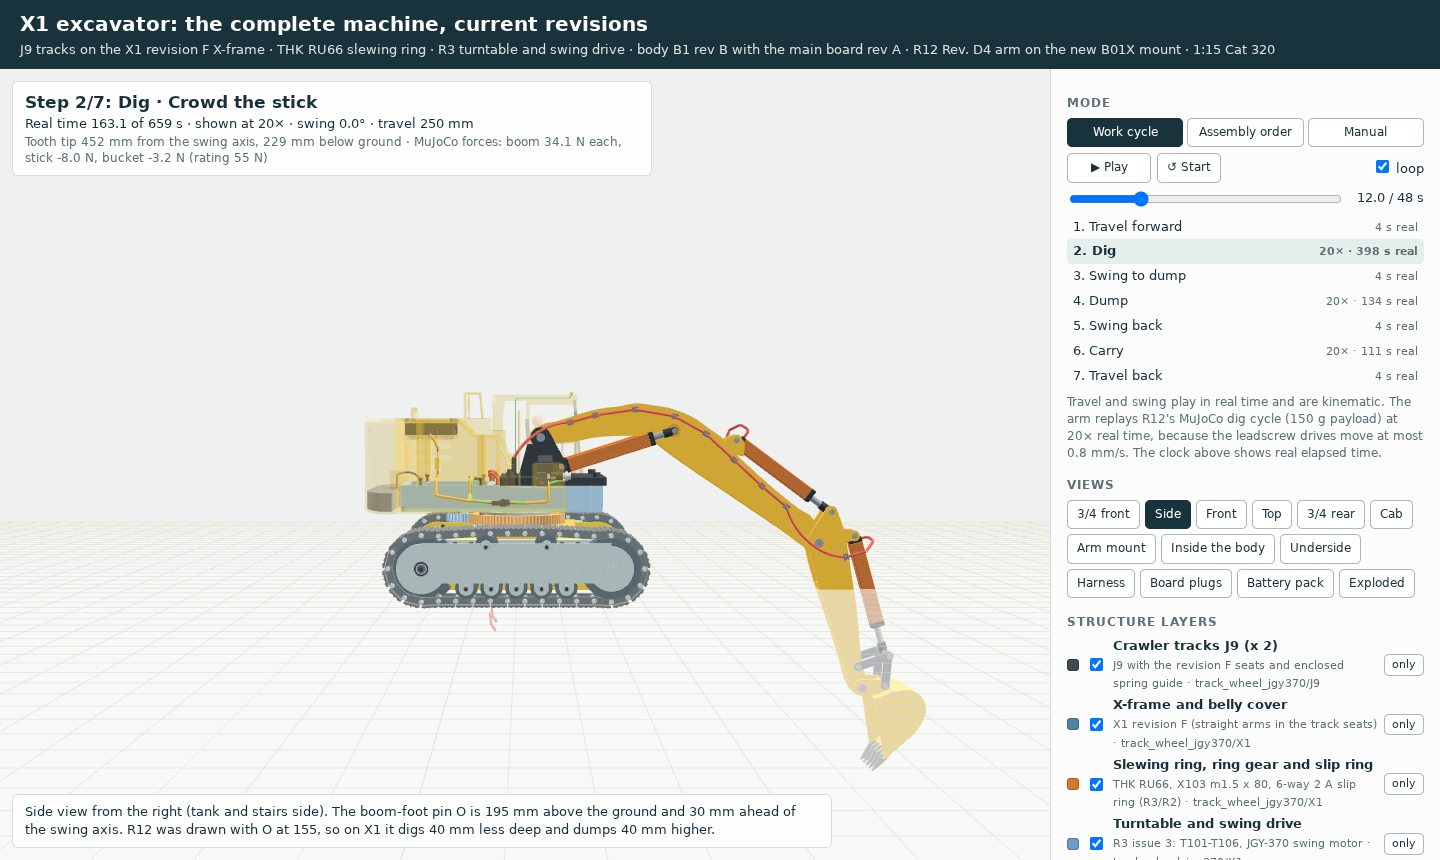 X1 excavator: the complete machine, current revisions
J9 tracks on the X1 revision F X-frame · THK RU66 slewing ring · R3 turntable and swing drive · body B1 rev B with the main board rev A · R12 Rev. D4 arm on the new B01X mount · 1:15 Cat 320
Step 2/7: Dig · Crowd the stick
Real time 163.1 of 659 s · shown at 20× · swing 0.0° · travel 250 mm
Tooth tip 452 mm from the swing axis, 229 mm below ground · MuJoCo forces: boom 34.1 N each,
stick -8.0 N, bucket -3.2 N (rating 55 N)
Side view from the right (tank and stairs side). The boom-foot pin O is 195 mm above the ground and 30 mm ahead of
the swing axis. R12 was drawn with O at 155, so on X1 it digs 40 mm less deep and dumps 40 mm higher.
MODE
Work cycle Assembly order Manual
▶ Play ↺ Start loop
12.0 / 48 s
1. Travel forward 4 s real
2. Dig 20× · 398 s real
3. Swing to dump 4 s real
4. Dump 20× · 134 s real
5. Swing back 4 s real
6. Carry 20× · 111 s real
7. Travel back 4 s real
Travel and swing play in real time and are kinematic. The
arm replays R12's MuJoCo dig cycle (150 g payload) at
20× real time, because the leadscrew drives move at most
0.8 mm/s. The clock above shows real elapsed time.
VIEWS
3/4 front Side Front Top 3/4 rear Cab
Arm mount Inside the body Underside
Harness Board plugs Battery pack Exploded
STRUCTURE LAYERS
Crawler tracks J9 (x 2)
J9 with the revision F seats and enclosed only
spring guide · track_wheel_jgy370/J9
X-frame and belly cover
X1 revision F (straight arms in the track seats) only
· track_wheel_jgy370/X1
Slewing ring, ring gear and slip ring
THK RU66, X103 m1.5 x 80, 6-way 2 A slip only
ring (R3/R2) · track_wheel_jgy370/X1
Turntable and swing drive
R3 issue 3: T101-T106, JGY-370 swing motor · only